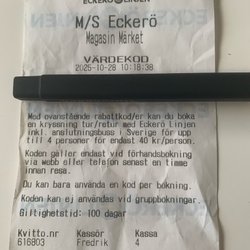 ECKERÖ LINJEN
M/S Eckerö
Magasin Market
VÄRDEKOD
2025-10-28 10:18:38
Med ovanstående rabattkod/er kan du boka
en kryssning tur/retur med Eckerö Linjen
inkl. anslutningsbuss i Sverige för upp
till 4 personer för endast 40 kr/pers.
Koden gäller endast vid förhandsbokning
via webb eller telefon senast en timme
innan resa.
Du kan bara använda en kod per bokning.
Koden kan ej användas vid gruppbokningar.
Giltighetstid: 100 dagar
Kvitto.nr Kassör Kassa
616803 Fredrik 4